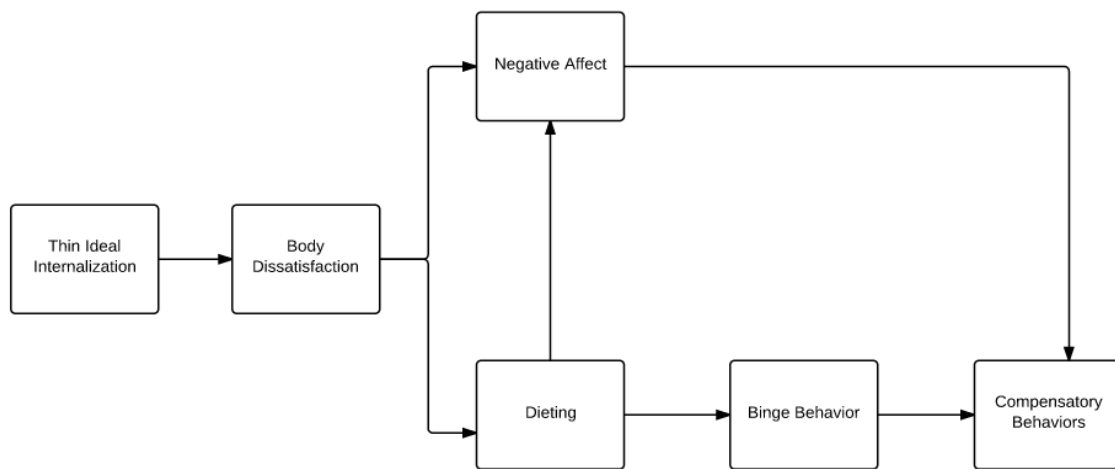 Negative Affect
Thin Ideal
Internalization
Body
Dissatisfaction
Dieting
Binge Behavior
Compensatory
Behaviors